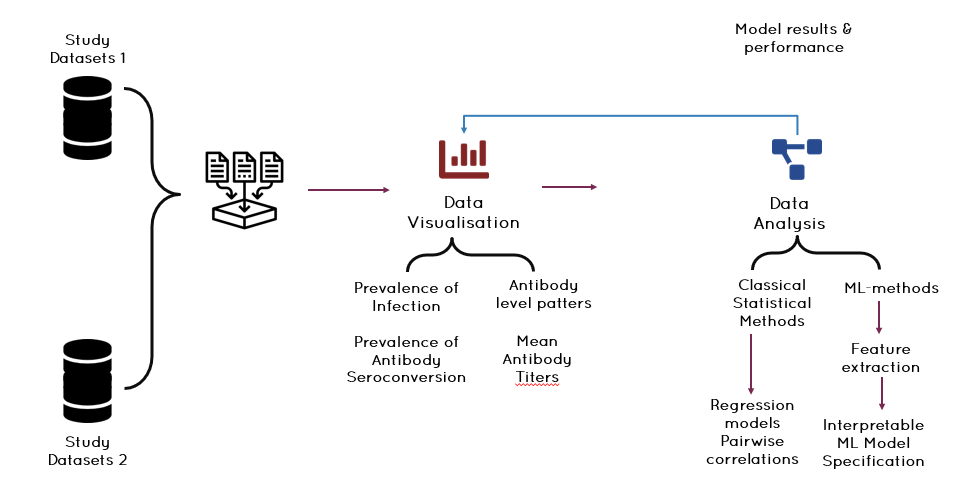 Study
Datasets 1
Model results &
performance
Data
Visualisation
Data
Analysis
Prevalence of
Infection
Antibody
level patters
Prevalence of
Antibody
Seroconversion
Mean
Antibody
Titers
Classical
Statistical
Methods
ML-methods
Feature
extraction
Regression
models
Pairwise
correlations
Interpretable
ML Model
Specification
Study
Datasets 2